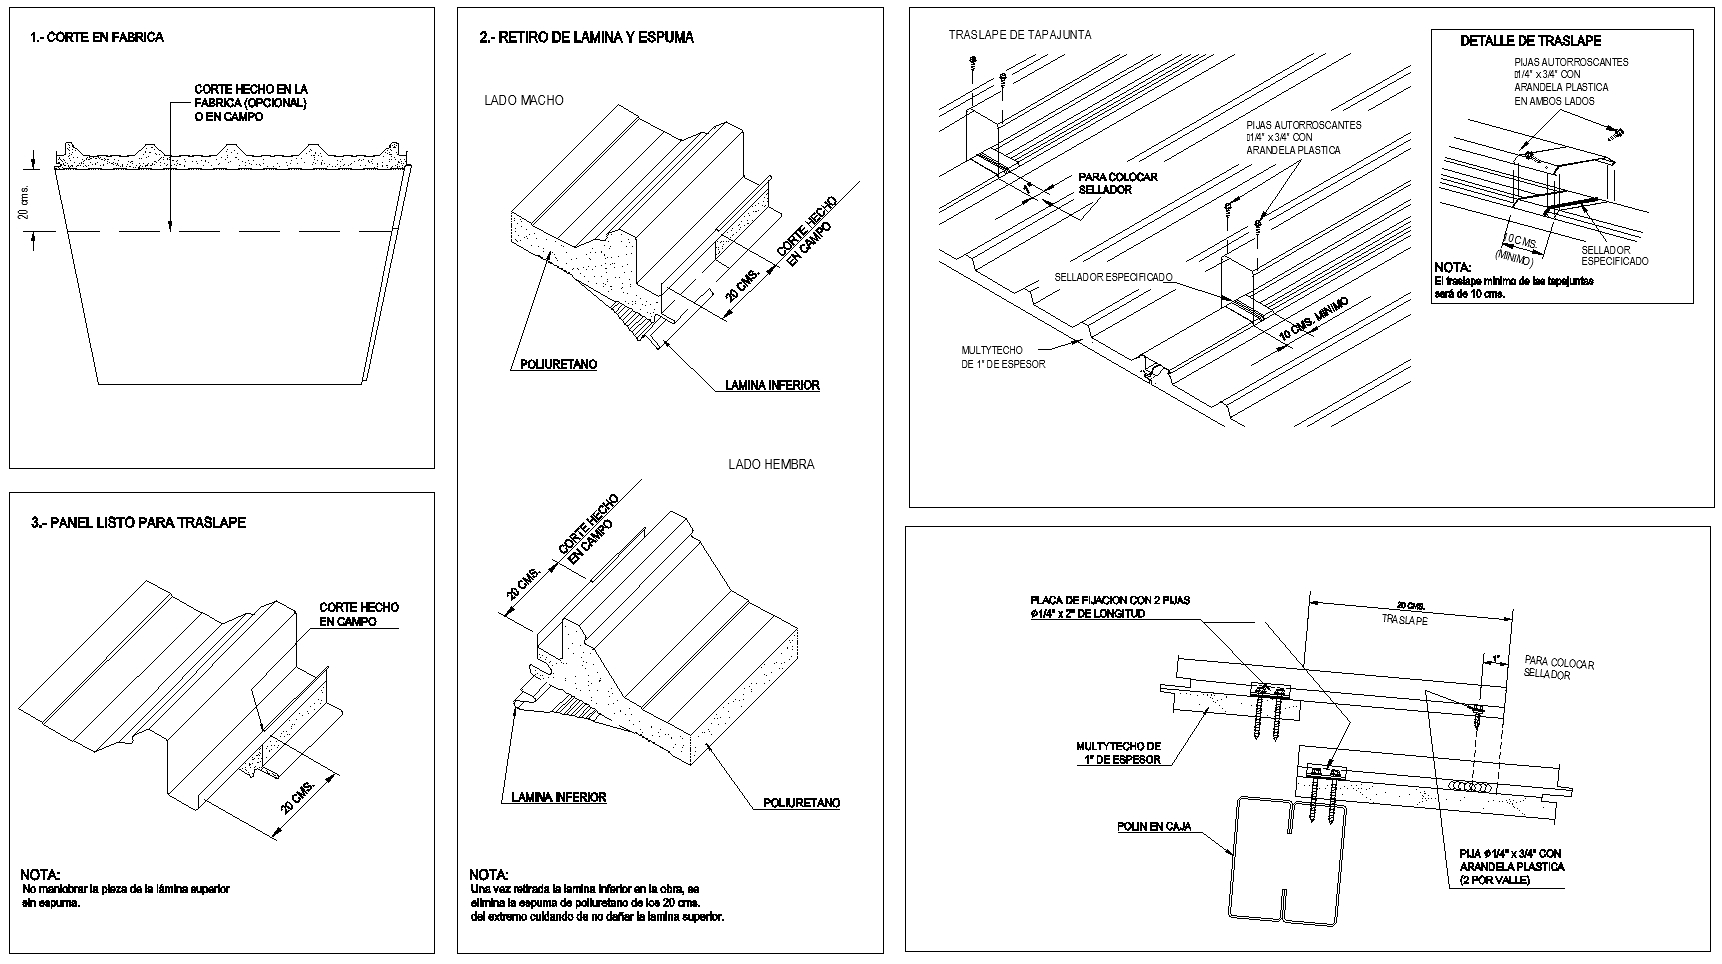 1.- CORTE EN FABRICA
CORTE HECHO EN LA
FABRICA (OPCIONAL)
O EN CAMPO
20 cms.
2.- RETIRO DE LAMINA Y ESPUMA
LADO MACHO
CORTE HECHO
EN CAMPO
20 CMS.
POLIURETANO
LAMINA INFERIOR
LADO HEMBRA
CORTE HECHO
EN CAMPO
20 CMS.
LAMINA INFERIOR
POLIURETANO
NOTA:
Una vez retirada la lamina inferior en la obra, se
elimina la espuma de poliuretano de los 20 cms.
del extremo cuidando de no dañar la lamina superior.
3.- PANEL LISTO PARA TRASLAPE
CORTE HECHO
EN CAMPO
20 CMS.
NOTA:
No maniobrar la pieza de la lámina superior
sin espuma.
TRASLAPE DE TAPAJUNTA
PIJAS AUTORROSCANTES
▯1/4" x 3/4" CON
ARANDELA PLASTICA
1"
PARA COLOCAR
SELLADOR
SELLADOR ESPECIFICADO
10 CMS. MINIMO
MULTYTECHO
DE 1" DE ESPESOR
DETALLE DE TRASLAPE
PIJAS AUTORROSCANTES
▯1/4" x 3/4" CON
ARANDELA PLASTICA
EN AMBOS LADOS
10 CMS.
(MINIMO)
SELLADOR
ESPECIFICADO
NOTA:
El traslape minimo de las tapajuntas
será de 10 cms.
PLACA DE FIJACION CON 2 PIJAS
Ø1/4" x 2" DE LONGITUD
20 CMS.
TRASLAPE
1"
PARA COLOCAR
SELLADOR
MULTYTECHO DE
1" DE ESPESOR
POLIN EN CAJA
PIJA Ø1/4" x 3/4" CON
ARANDELA PLASTICA
(2 POR VALLE)